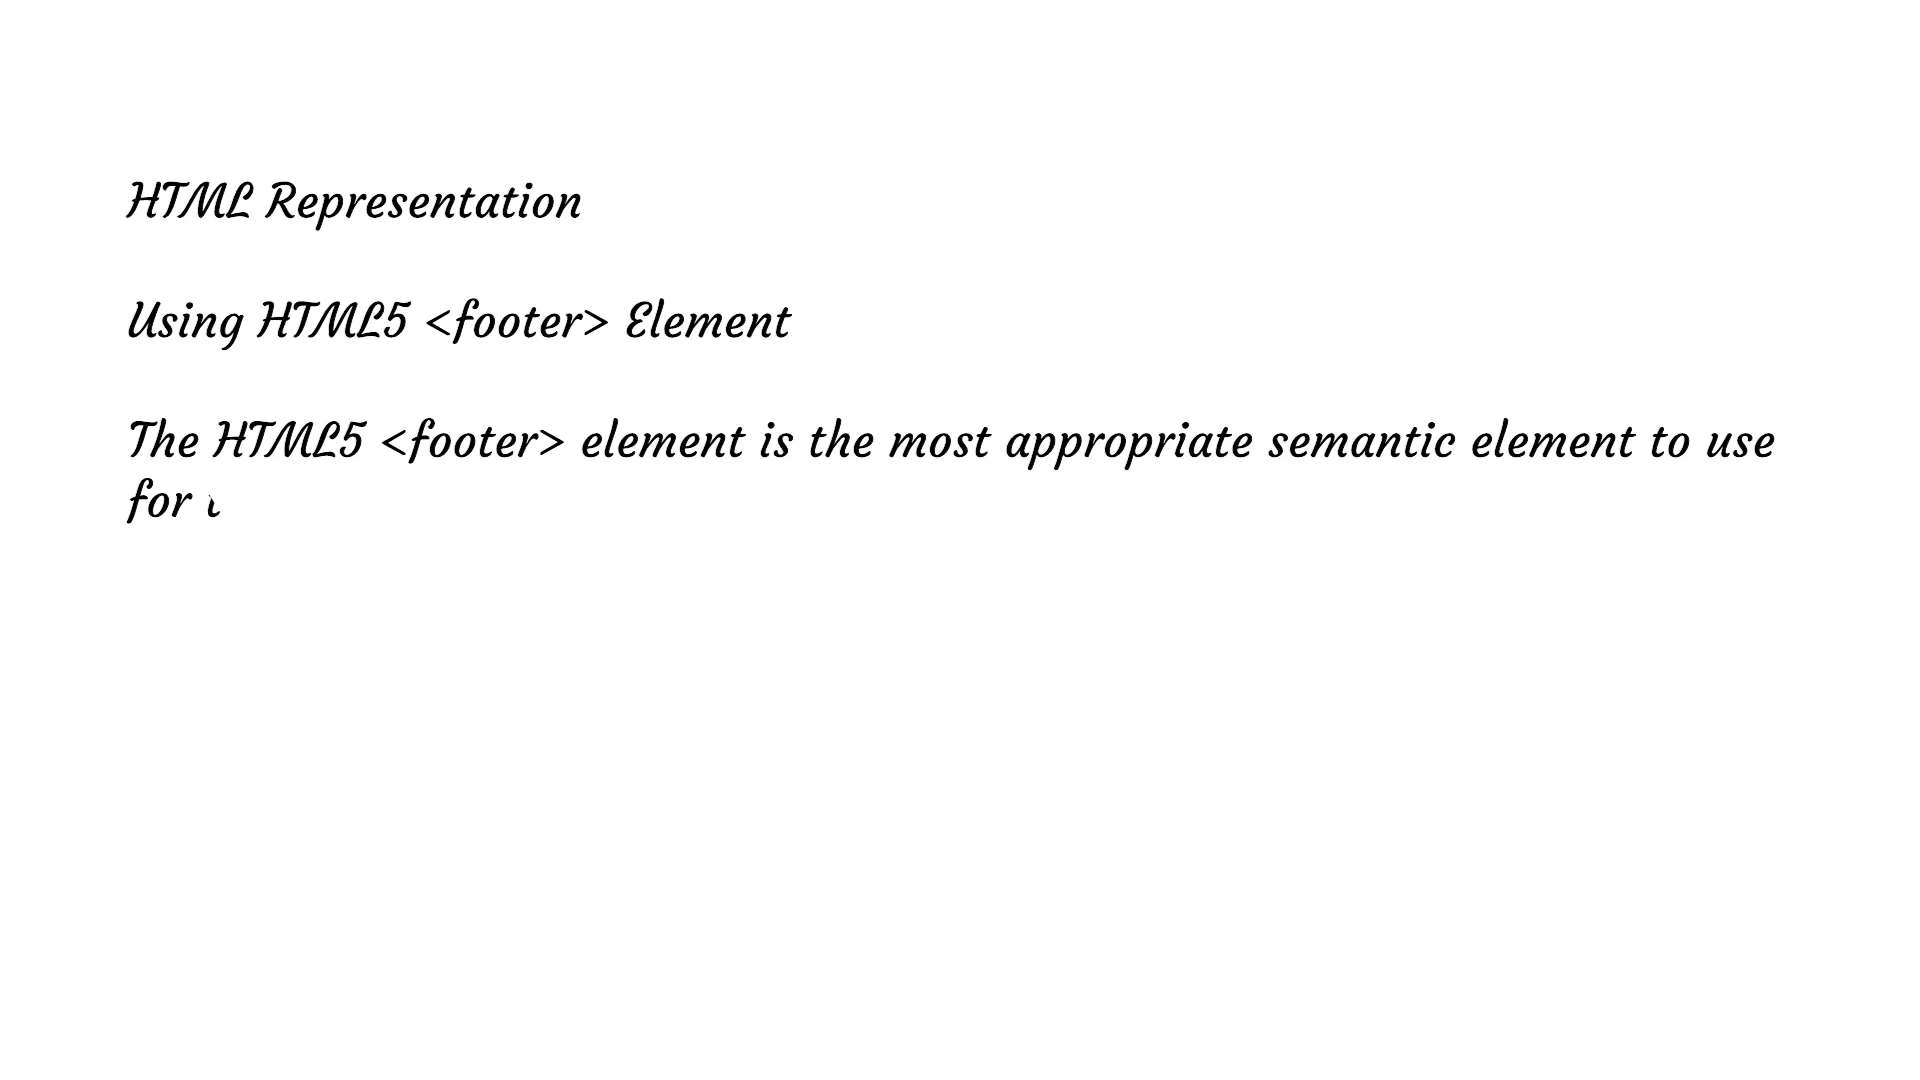 HTML Representation
Using HTML5 <footer> Element
The HTML5 <footer> element is the most appropriate semantic element to use
for